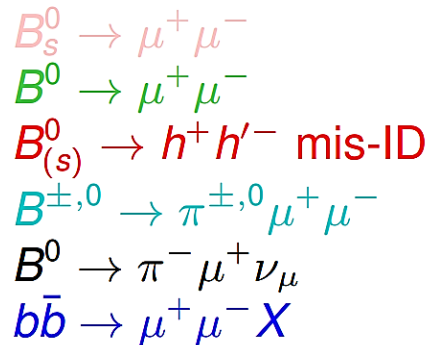 B⁰ₛ → μ⁺μ⁻
B⁰ → μ⁺μ⁻
B⁰₍ₛ₎ → h⁺h′⁻ mis-ID
B^{±,0} → π^{±,0}μ⁺μ⁻
B⁰ → π⁻μ⁺ν_μ
bb̄ → μ⁺μ⁻X